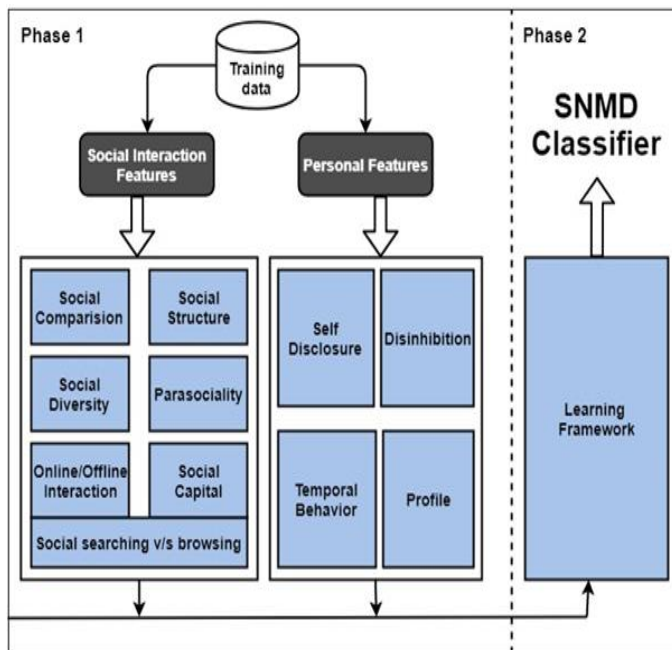 Phase 1
Phase 2
Training
data
SNMD
Classifier
Social Interaction
Features
Personal Features
Social
Comparision
Social
Structure
Social
Diversity
Parasociality
Online/Offline
Interaction
Social
Capital
Social searching v/s browsing
Self
Disclosure
Disinhibition
Temporal
Behavior
Profile
Learning
Framework